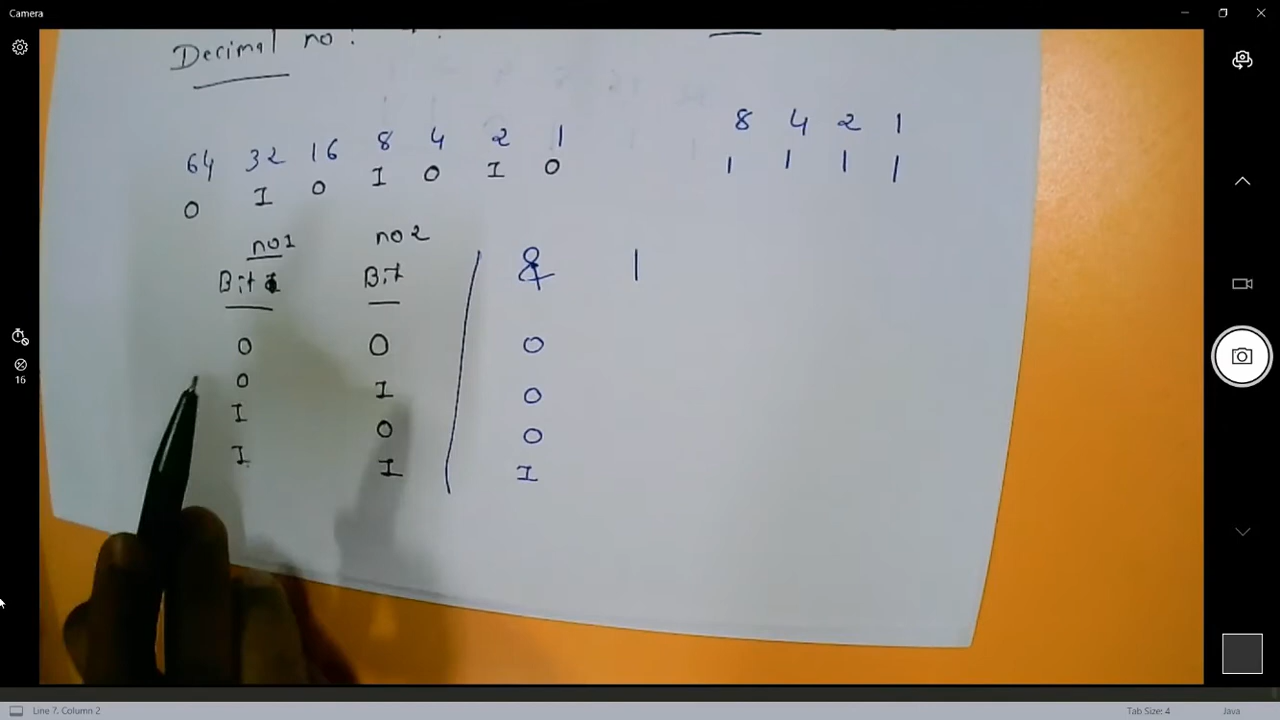 Camera
Decimal no:
64 32 16 8 4 2 1
0 1 0 1 0 1 0
8 4 2 1
1 1 1 1
no1 no2
Bit Bit & |
0 0 0
0 1 0
1 0 0
1 1 1
16
Line 7, Column 2
Tab Size: 4
Java